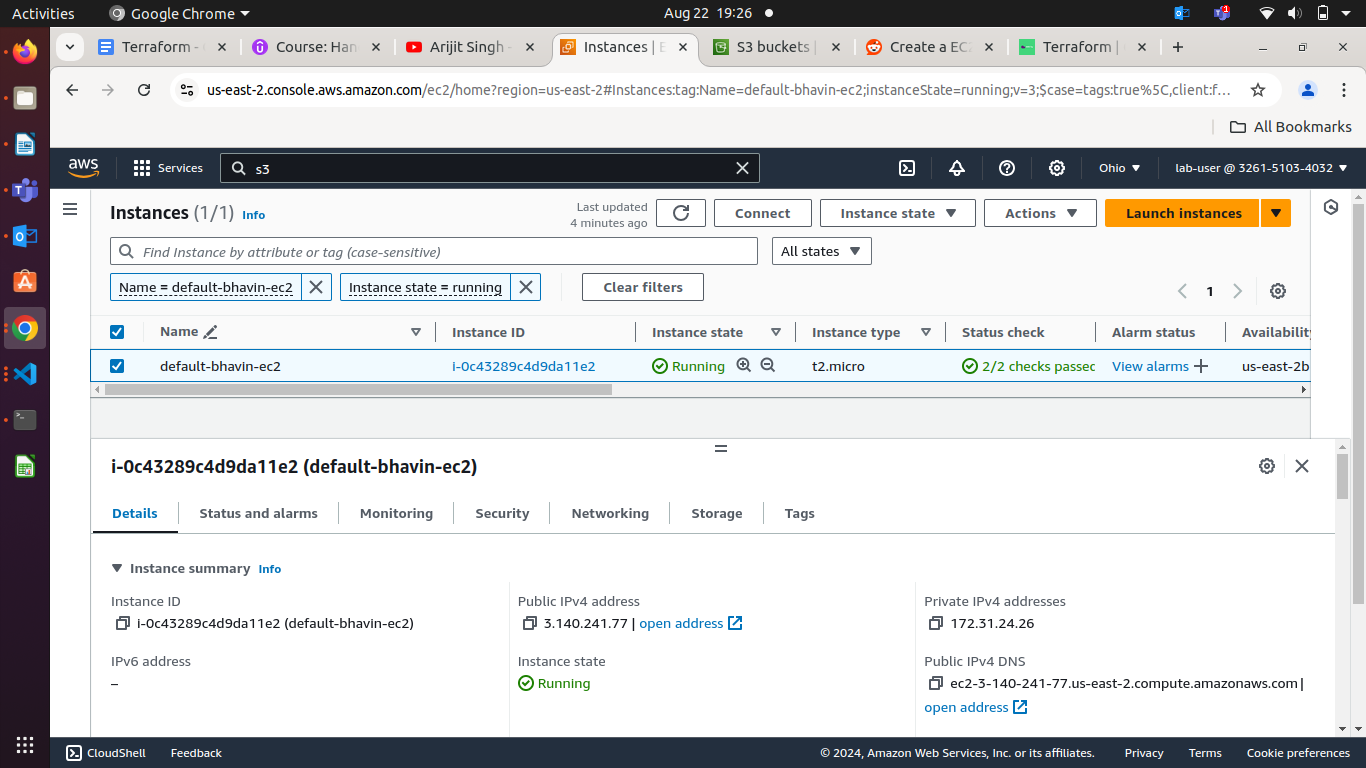 Activities
Google Chrome
Aug 22 19:26
1
Terraform -
Course: Han
Arijit Singh -
Instances | E
S3 buckets |
Create a EC
Terraform |
us-east-2.console.aws.amazon.com/ec2/home?region=us-east-2#Instances:tag:Name=default-bhavin-ec2;instanceState=running;v=3;$case=tags:true%5C,client:f...
All Bookmarks
aws
Services
s3
Ohio
lab-user @ 3261-5103-4032
Instances (1/1) Info
Last updated
4 minutes ago
Connect
Instance state
Actions
Launch instances
Find Instance by attribute or tag (case-sensitive)
All states
Name = default-bhavin-ec2
Instance state = running
Clear filters
1
Name
Instance ID
Instance state
Instance type
Status check
Alarm status
Availability
default-bhavin-ec2
i-0c43289c4d9da11e2
Running
t2.micro
2/2 checks passec
View alarms
us-east-2b
i-0c43289c4d9da11e2 (default-bhavin-ec2)
Details
Status and alarms
Monitoring
Security
Networking
Storage
Tags
Instance summary Info
Instance ID
i-0c43289c4d9da11e2 (default-bhavin-ec2)
Public IPv4 address
3.140.241.77 | open address
Private IPv4 addresses
172.31.24.26
IPv6 address
–
Instance state
Running
Public IPv4 DNS
ec2-3-140-241-77.us-east-2.compute.amazonaws.com |
open address
CloudShell
Feedback
© 2024, Amazon Web Services, Inc. or its affiliates.
Privacy
Terms
Cookie preferences